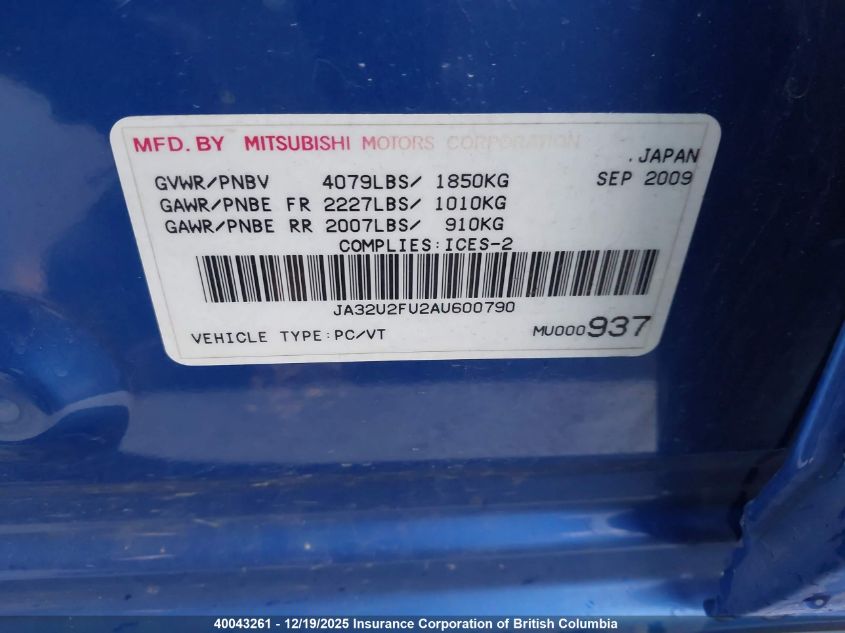 MFD. BY MITSUBISHI MOTORS CORPORATION
.JAPAN
GVWR/PNBV 4079LBS/ 1850KG SEP 2009
GAWR/PNBE FR 2227LBS/ 1010KG
GAWR/PNBE RR 2007LBS/ 910KG
COMPLIES:ICES-2
JA32U2FU2AU600790
VEHICLE TYPE:PC/VT MU000937
40043261 - 12/19/2025 Insurance Corporation of British Columbia